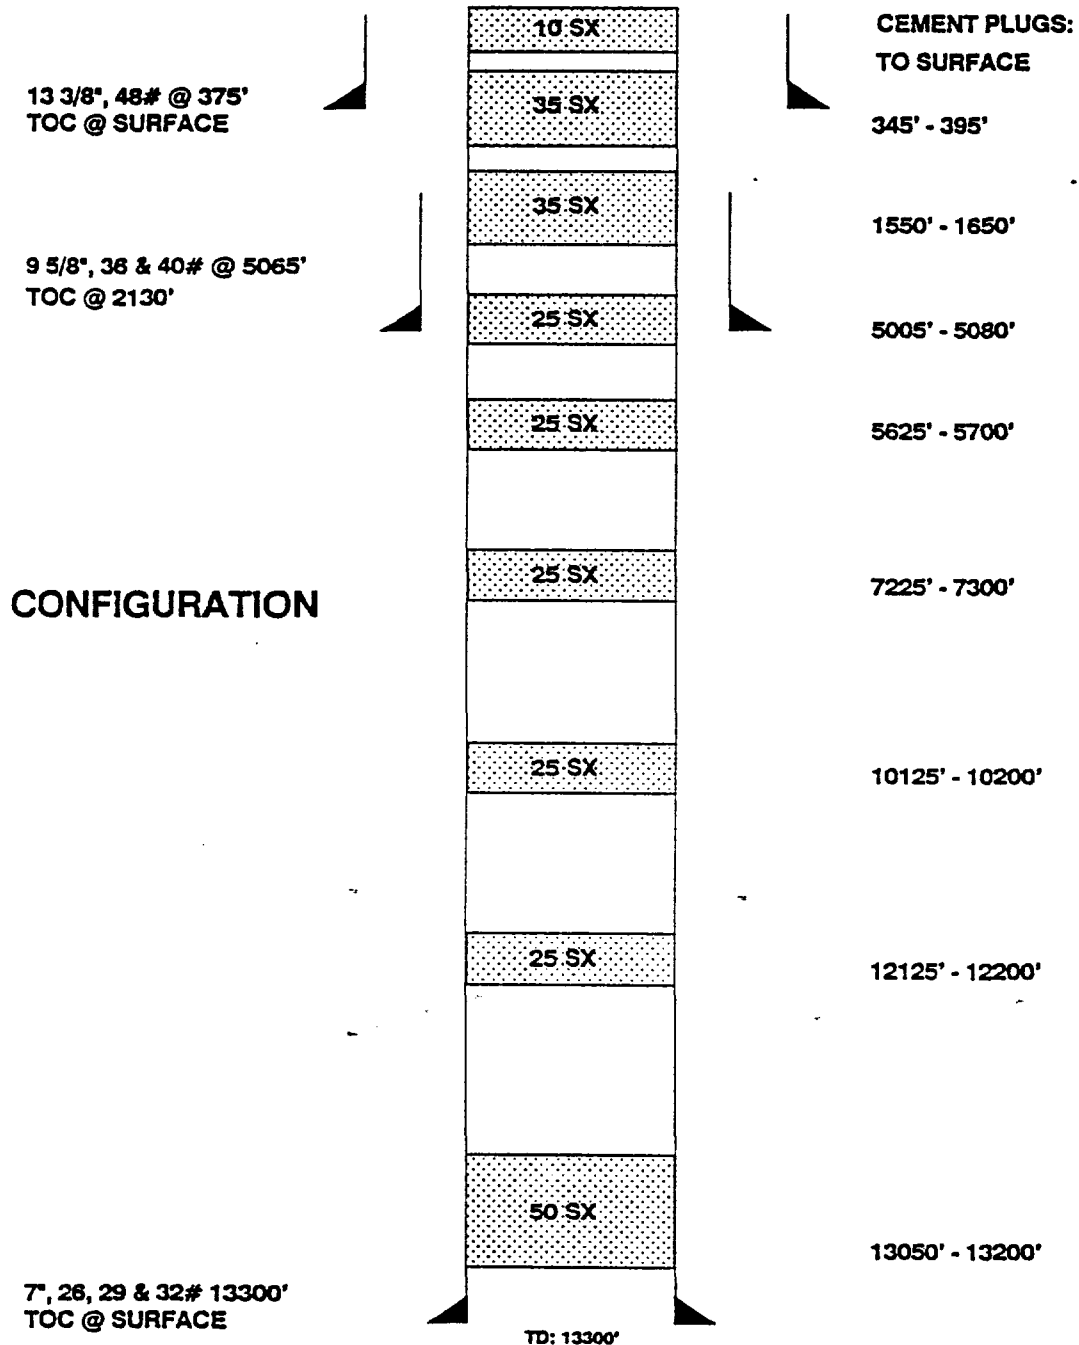 10 SX
CEMENT PLUGS:
TO SURFACE
13 3/8", 48# @ 375'
TOC @ SURFACE
35 SX
345' - 395'
35 SX
1550' - 1650'
9 5/8", 36 & 40# @ 5065'
TOC @ 2130'
25 SX
5005' - 5080'
25 SX
5625' - 5700'
25 SX
7225' - 7300'
CONFIGURATION
25 SX
10125' - 10200'
25 SX
12125' - 12200'
50 SX
13050' - 13200'
7", 26, 29 & 32# 13300'
TOC @ SURFACE
TD: 13300'